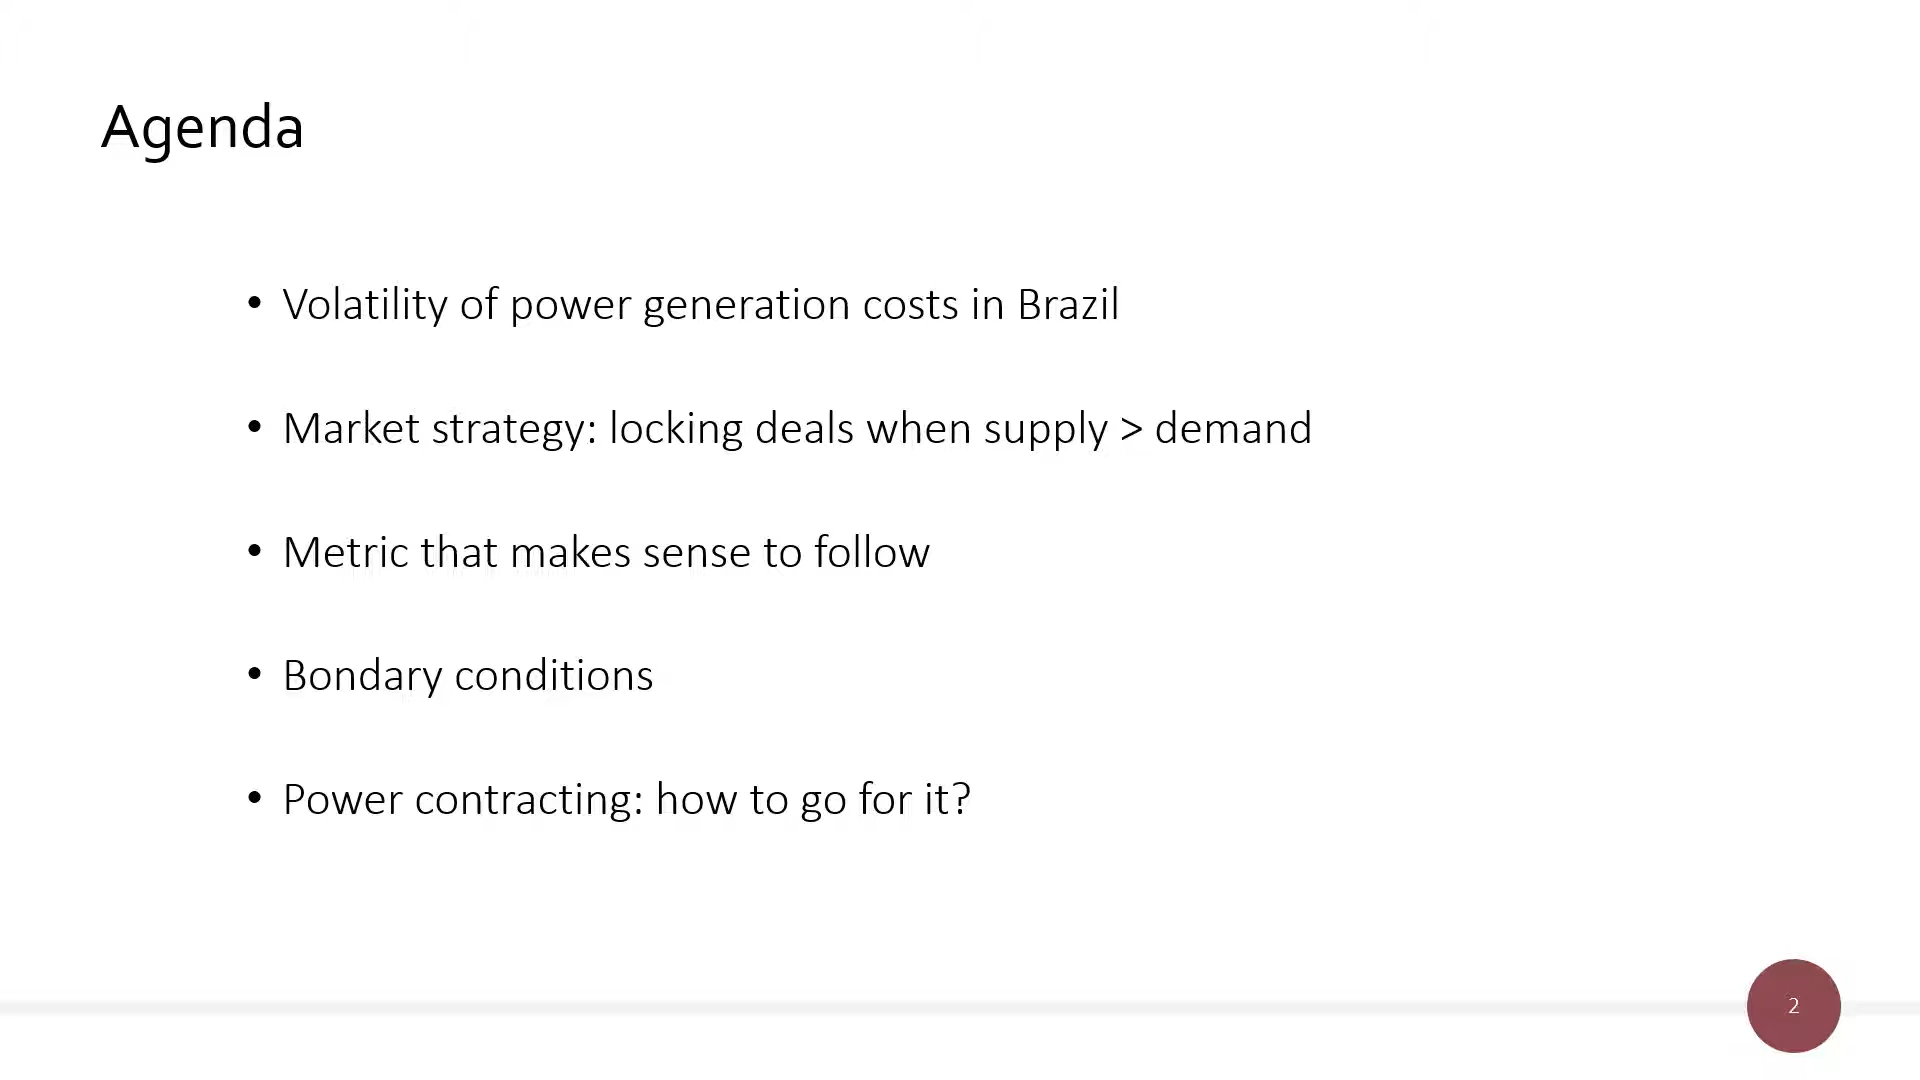 Agenda
• Volatility of power generation costs in Brazil
• Market strategy: locking deals when supply > demand
• Metric that makes sense to follow
• Bondary conditions
• Power contracting: how to go for it?
2